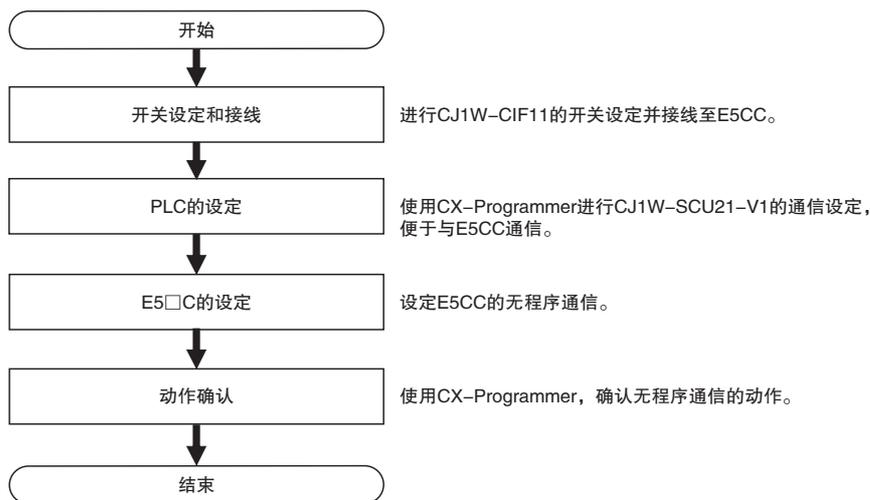 开始
开关设定和接线
进行CJ1W–CIF11的开关设定并接线至E5CC。
PLC的设定
使用CX–Programmer进行CJ1W–SCU21–V1的通信设定，
便于与E5CC通信。
E5□C的设定
设定E5CC的无程序通信。
动作确认
使用CX–Programmer，确认无程序通信的动作。
结束